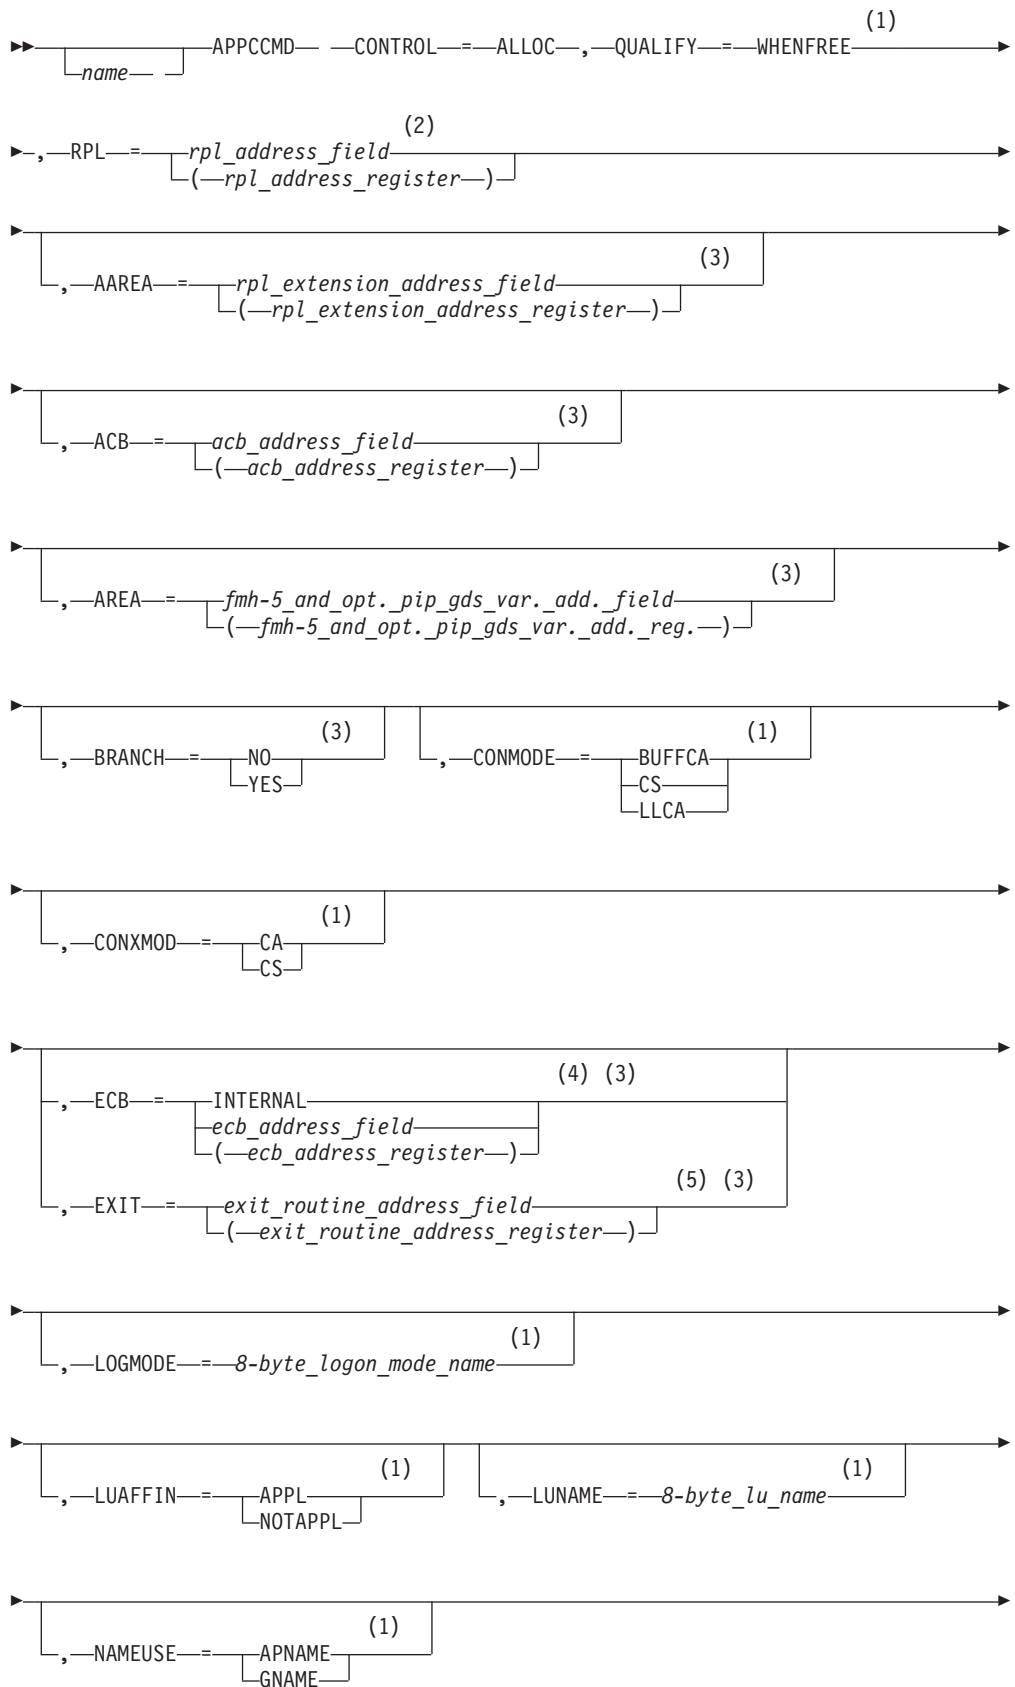 (1)
APPCCMD CONTROL = ALLOC , QUALIFY = WHENFREE
name
(2)
, RPL = rpl_address_field
( rpl_address_register )
(3)
, AAREA = rpl_extension_address_field
( rpl_extension_address_register )
(3)
, ACB = acb_address_field
( acb_address_register )
(3)
, AREA = fmh-5_and_opt._pip_gds_var._add._field
( fmh-5_and_opt._pip_gds_var._add._reg. )
(3) (1)
, BRANCH = NO , CONMODE = BUFFCA
YES CS
LLCA
(1)
, CONXMOD = CA
CS
(4) (3)
, ECB = INTERNAL
ecb_address_field
( ecb_address_register )
(5) (3)
, EXIT = exit_routine_address_field
( exit_routine_address_register )
(1)
, LOGMODE = 8-byte_logon_mode_name
(1) (1)
, LUAFFIN = APPL , LUNAME = 8-byte_lu_name
NOTAPPL
(1)
, NAMEUSE = APNAME
GNAME